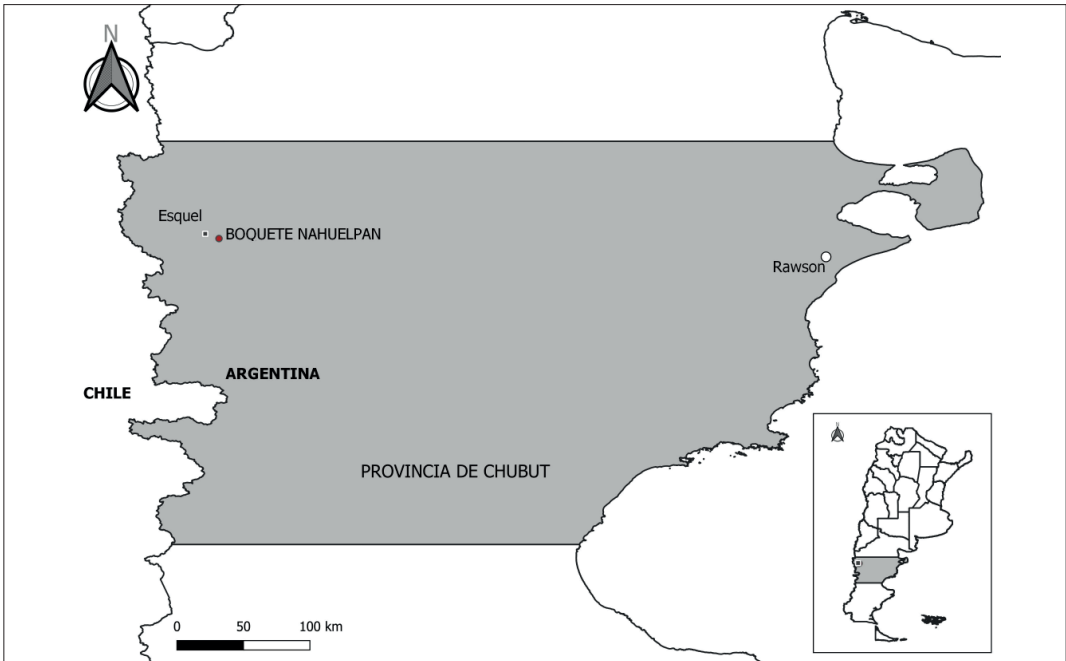 N
Esquel
BOQUETE NAHUELPAN
Rawson
ARGENTINA
CHILE
PROVINCIA DE CHUBUT
0 50 100 km